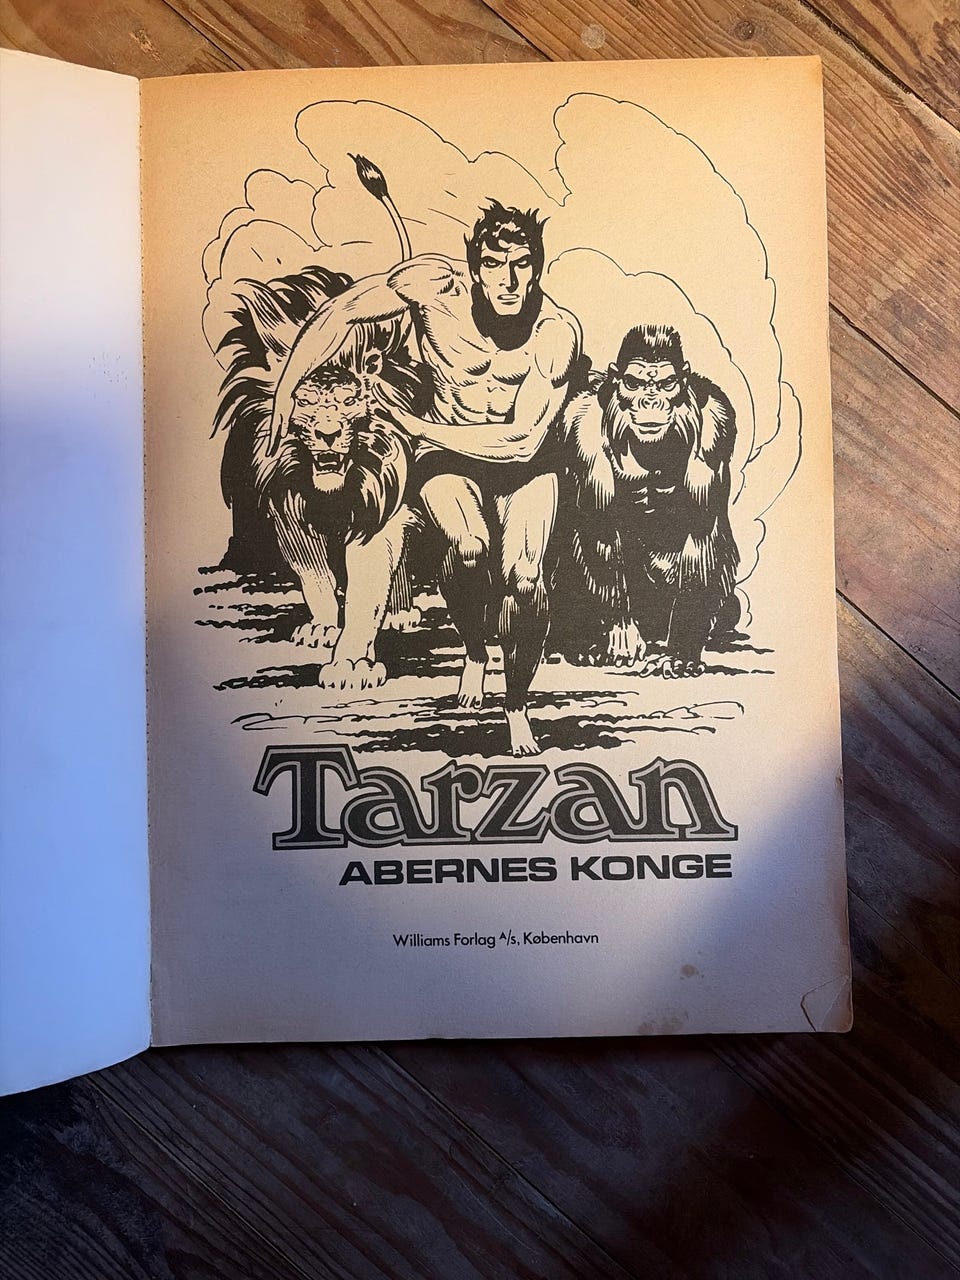 Tarzan
ABERNES KONGE
Williams Forlag A/s, København